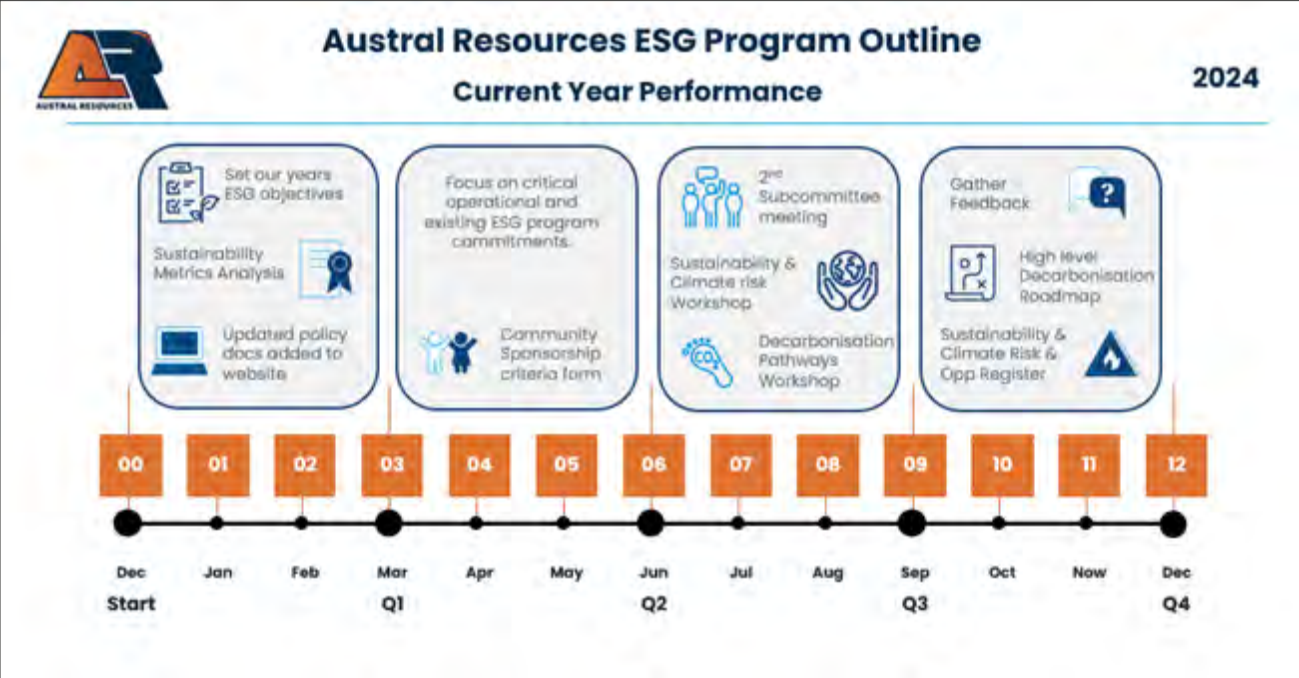 Austral Resources ESG Program Outline
Current Year Performance
2024
AR
AUSTRAL RESOURCES
Set our years
ESG objectives
Sustainability
Metrics Analysis
Updated policy
docs added to
website
Focus on critical
operational and
existing ESG program
commitments.
Community
Sponsorship
criteria form
2nd
Subcommittee
meeting
Sustainability &
Climate risk
Workshop
CO2
Decarbonisation
Pathways
Workshop
Gather
Feedback
?
High level
Decarbonisation
Roadmap
Sustainability &
Climate Risk &
Opp Register
00 01 02 03 04 05 06 07 08 09 10 11 12
Dec Jan Feb Mar Apr May Jun Jul Aug Sep Oct Now Dec
Start Q1 Q2 Q3 Q4